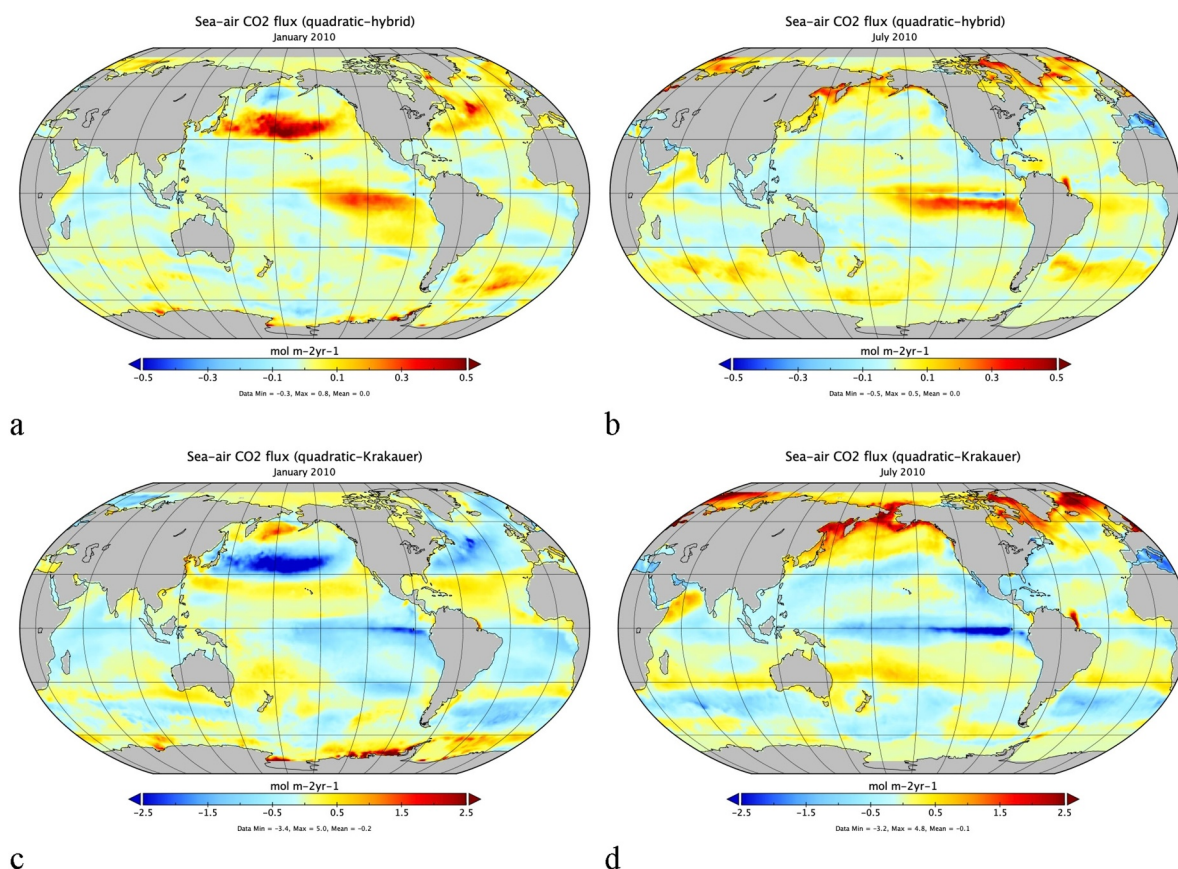 Sea-air CO2 flux (quadratic-hybrid)
January 2010
mol m-2yr-1
-0.5 -0.3 -0.1 0.1 0.3 0.5
Data Min = -0.3, Max = 0.8, Mean = 0.0
a
Sea-air CO2 flux (quadratic-hybrid)
July 2010
mol m-2yr-1
-0.5 -0.3 -0.1 0.1 0.3 0.5
Data Min = -0.5, Max = 0.5, Mean = 0.0
b
Sea-air CO2 flux (quadratic-Krakauer)
January 2010
mol m-2yr-1
-2.5 -1.5 -0.5 0.5 1.5 2.5
Data Min = -3.4, Max = 5.0, Mean = -0.2
c
Sea-air CO2 flux (quadratic-Krakauer)
July 2010
mol m-2yr-1
-2.5 -1.5 -0.5 0.5 1.5 2.5
Data Min = -3.2, Max = 4.8, Mean = -0.1
d